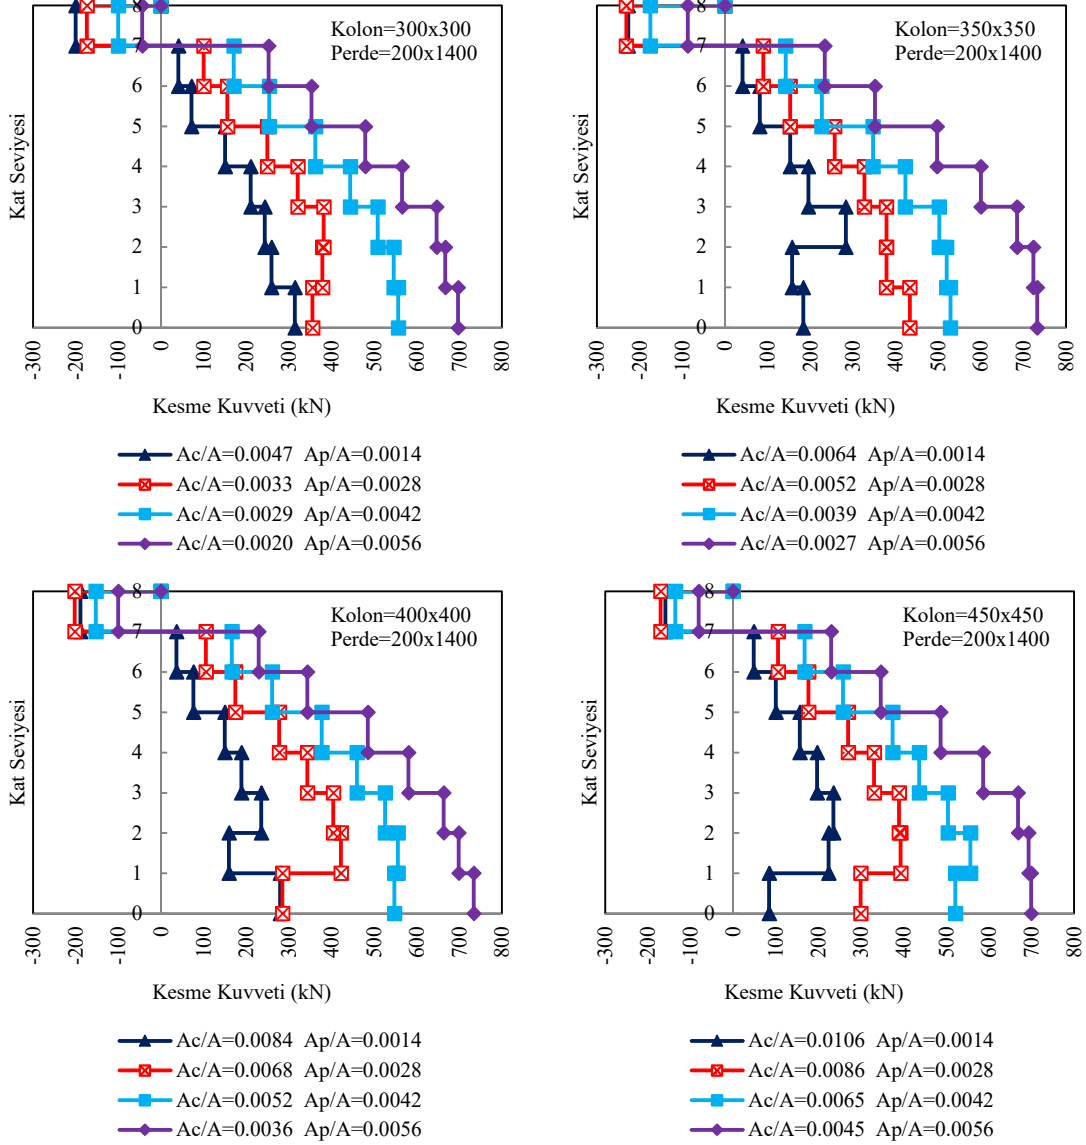 8
7
6
5
4
3
2
1
0
Kat Seviyesi
Kolon=300x300
Perde=200x1400
-300 -200 -100 0 100 200 300 400 500 600 700 800
Kesme Kuvveti (kN)
Ac/A=0.0047 Ap/A=0.0014
Ac/A=0.0033 Ap/A=0.0028
Ac/A=0.0029 Ap/A=0.0042
Ac/A=0.0020 Ap/A=0.0056
8
7
6
5
4
3
2
1
0
Kat Seviyesi
Kolon=350x350
Perde=200x1400
-300 -200 -100 0 100 200 300 400 500 600 700 800
Kesme Kuvveti (kN)
Ac/A=0.0064 Ap/A=0.0014
Ac/A=0.0052 Ap/A=0.0028
Ac/A=0.0039 Ap/A=0.0042
Ac/A=0.0027 Ap/A=0.0056
8
7
6
5
4
3
2
1
0
Kat Seviyesi
Kolon=400x400
Perde=200x1400
-300 -200 -100 0 100 200 300 400 500 600 700 800
Kesme Kuvveti (kN)
Ac/A=0.0084 Ap/A=0.0014
Ac/A=0.0068 Ap/A=0.0028
Ac/A=0.0052 Ap/A=0.0042
Ac/A=0.0036 Ap/A=0.0056
8
7
6
5
4
3
2
1
0
Kat Seviyesi
Kolon=450x450
Perde=200x1400
-300 -200 -100 0 100 200 300 400 500 600 700 800
Kesme Kuvveti (kN)
Ac/A=0.0106 Ap/A=0.0014
Ac/A=0.0086 Ap/A=0.0028
Ac/A=0.0065 Ap/A=0.0042
Ac/A=0.0045 Ap/A=0.0056